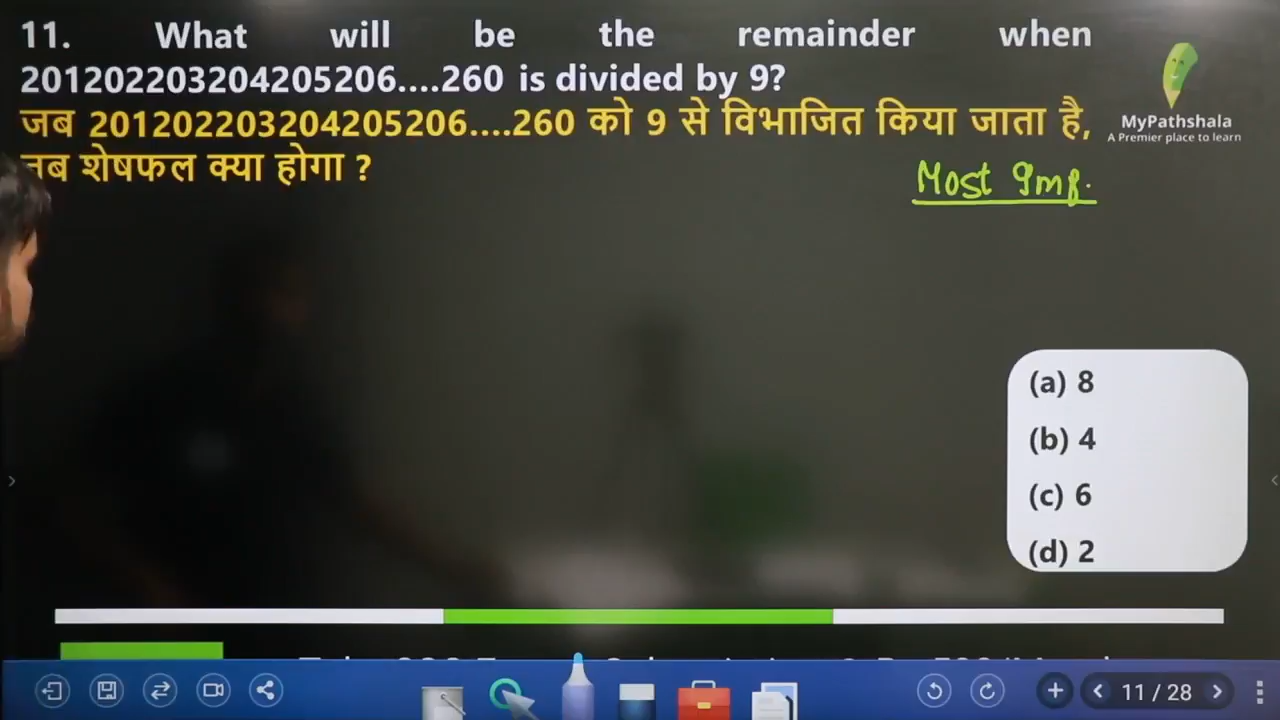 11. What will be the remainder when
201202203204205206....260 is divided by 9?
जब 201202203204205206....260 को 9 से विभाजित किया जाता है,
तब शेषफल क्या होगा ?
MyPathshala
A Premier place to learn
Most Imp.
(a) 8
(b) 4
(c) 6
(d) 2
11 / 28